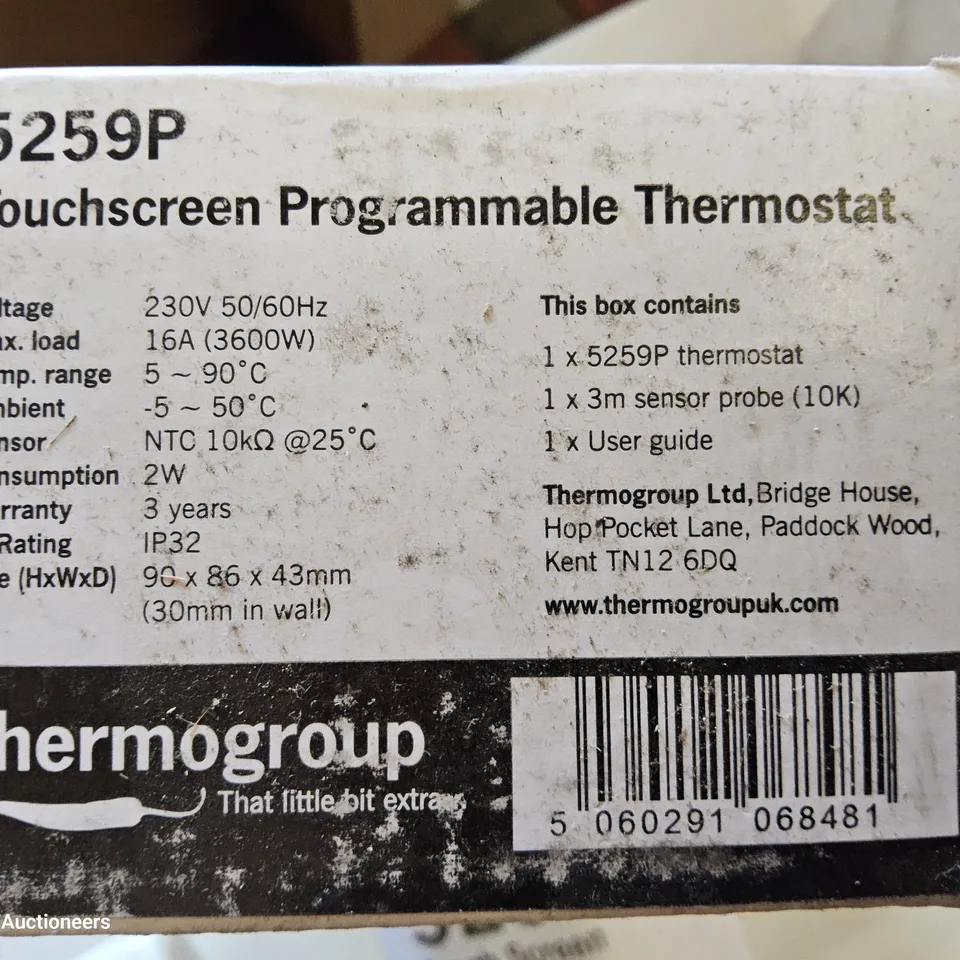 5259P
ouchscreen Programmable Thermostat
ltage 230V 50/60Hz
x. load 16A (3600W)
mp. range 5 ~ 90°C
nbient -5 ~ 50°C
nsor NTC 10kΩ @25°C
nsumption 2W
rranty 3 years
Rating IP32
e (HxWxD) 90 x 86 x 43mm
(30mm in wall)
This box contains
1 x 5259P thermostat
1 x 3m sensor probe (10K)
1 x User guide
Thermogroup Ltd, Bridge House,
Hop Pocket Lane, Paddock Wood,
Kent TN12 6DQ
www.thermogroupuk.com
hermogroup
That little bit extra
5 060291 068481
Auctioneers